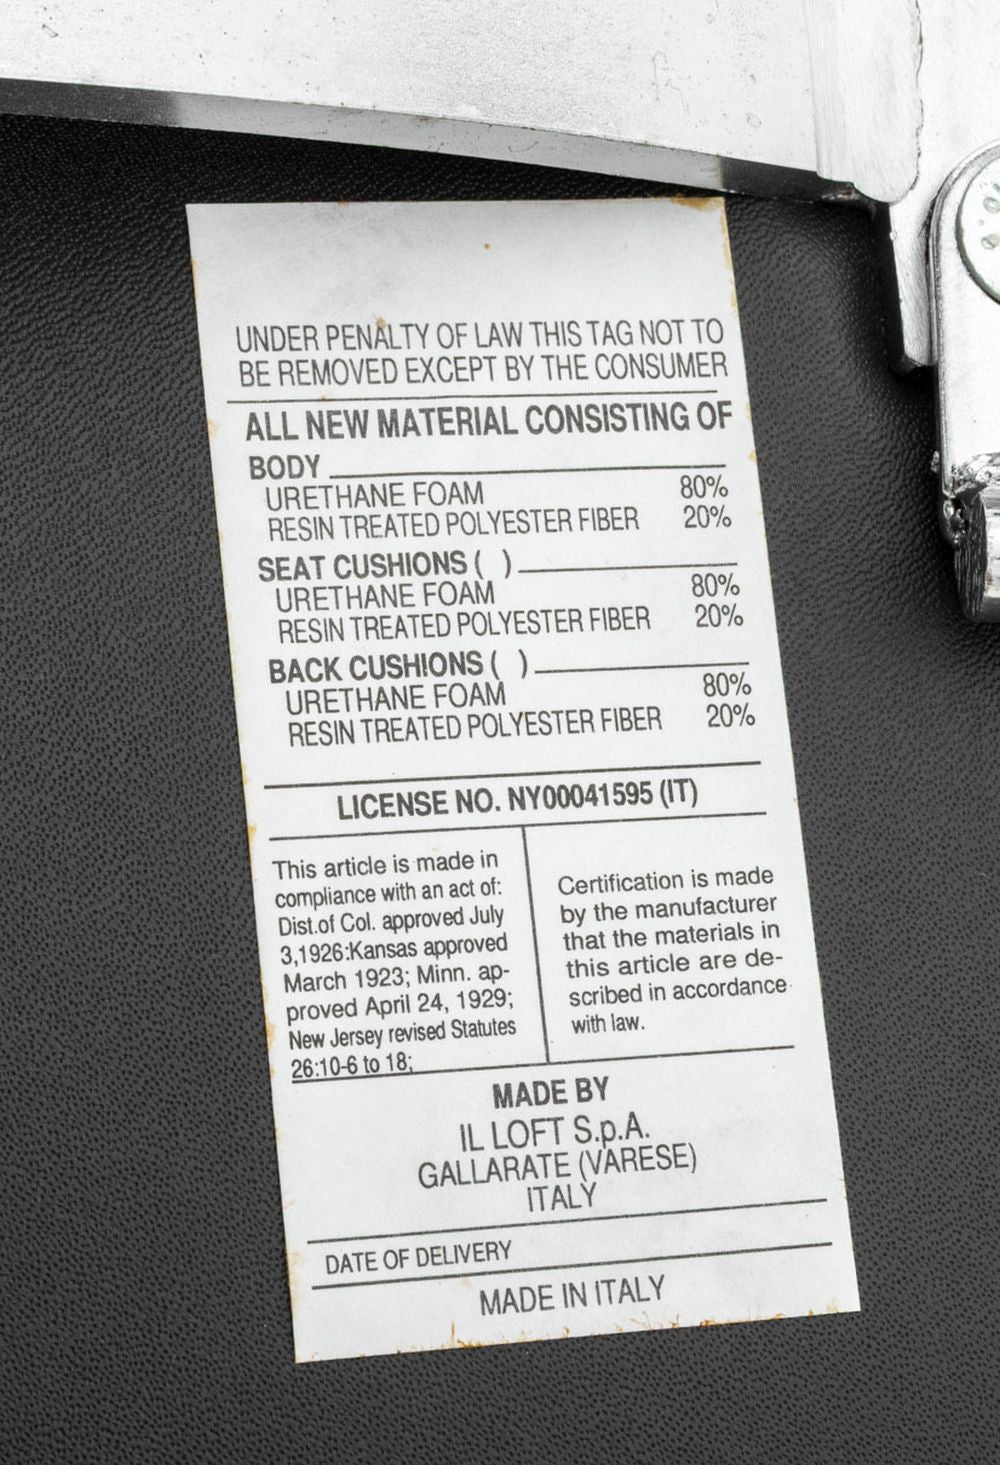 UNDER PENALTY OF LAW THIS TAG NOT TO
BE REMOVED EXCEPT BY THE CONSUMER
ALL NEW MATERIAL CONSISTING OF
BODY
URETHANE FOAM 80%
RESIN TREATED POLYESTER FIBER 20%
SEAT CUSHIONS ( )
URETHANE FOAM 80%
RESIN TREATED POLYESTER FIBER 20%
BACK CUSHIONS ( )
URETHANE FOAM 80%
RESIN TREATED POLYESTER FIBER 20%
LICENSE NO. NY00041595 (IT)
This article is made in
compliance with an act of:
Dist.of Col. approved July
3,1926:Kansas approved
March 1923; Minn. ap-
proved April 24, 1929;
New Jersey revised Statutes
26:10-6 to 18;
Certification is made
by the manufacturer
that the materials in
this article are de-
scribed in accordance
with law.
MADE BY
IL LOFT S.p.A.
GALLARATE (VARESE)
ITALY
DATE OF DELIVERY
MADE IN ITALY